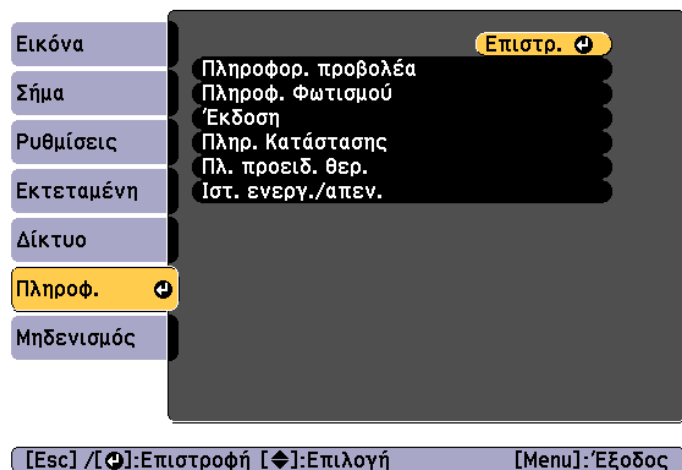 Εικόνα
Σήμα
Ρυθμίσεις
Εκτεταμένη
Δίκτυο
Πληροφ.
Μηδενισμός
Επιστρ.
Πληροφορ. προβολέα
Πληροφ. Φωτισμού
Έκδοση
Πληρ. Κατάστασης
Πλ. προειδ. θερ.
Ιστ. ενεργ./απεν.
[Esc] /[⏎]:Επιστροφή [◆]:Επιλογή [Menu]:Έξοδος